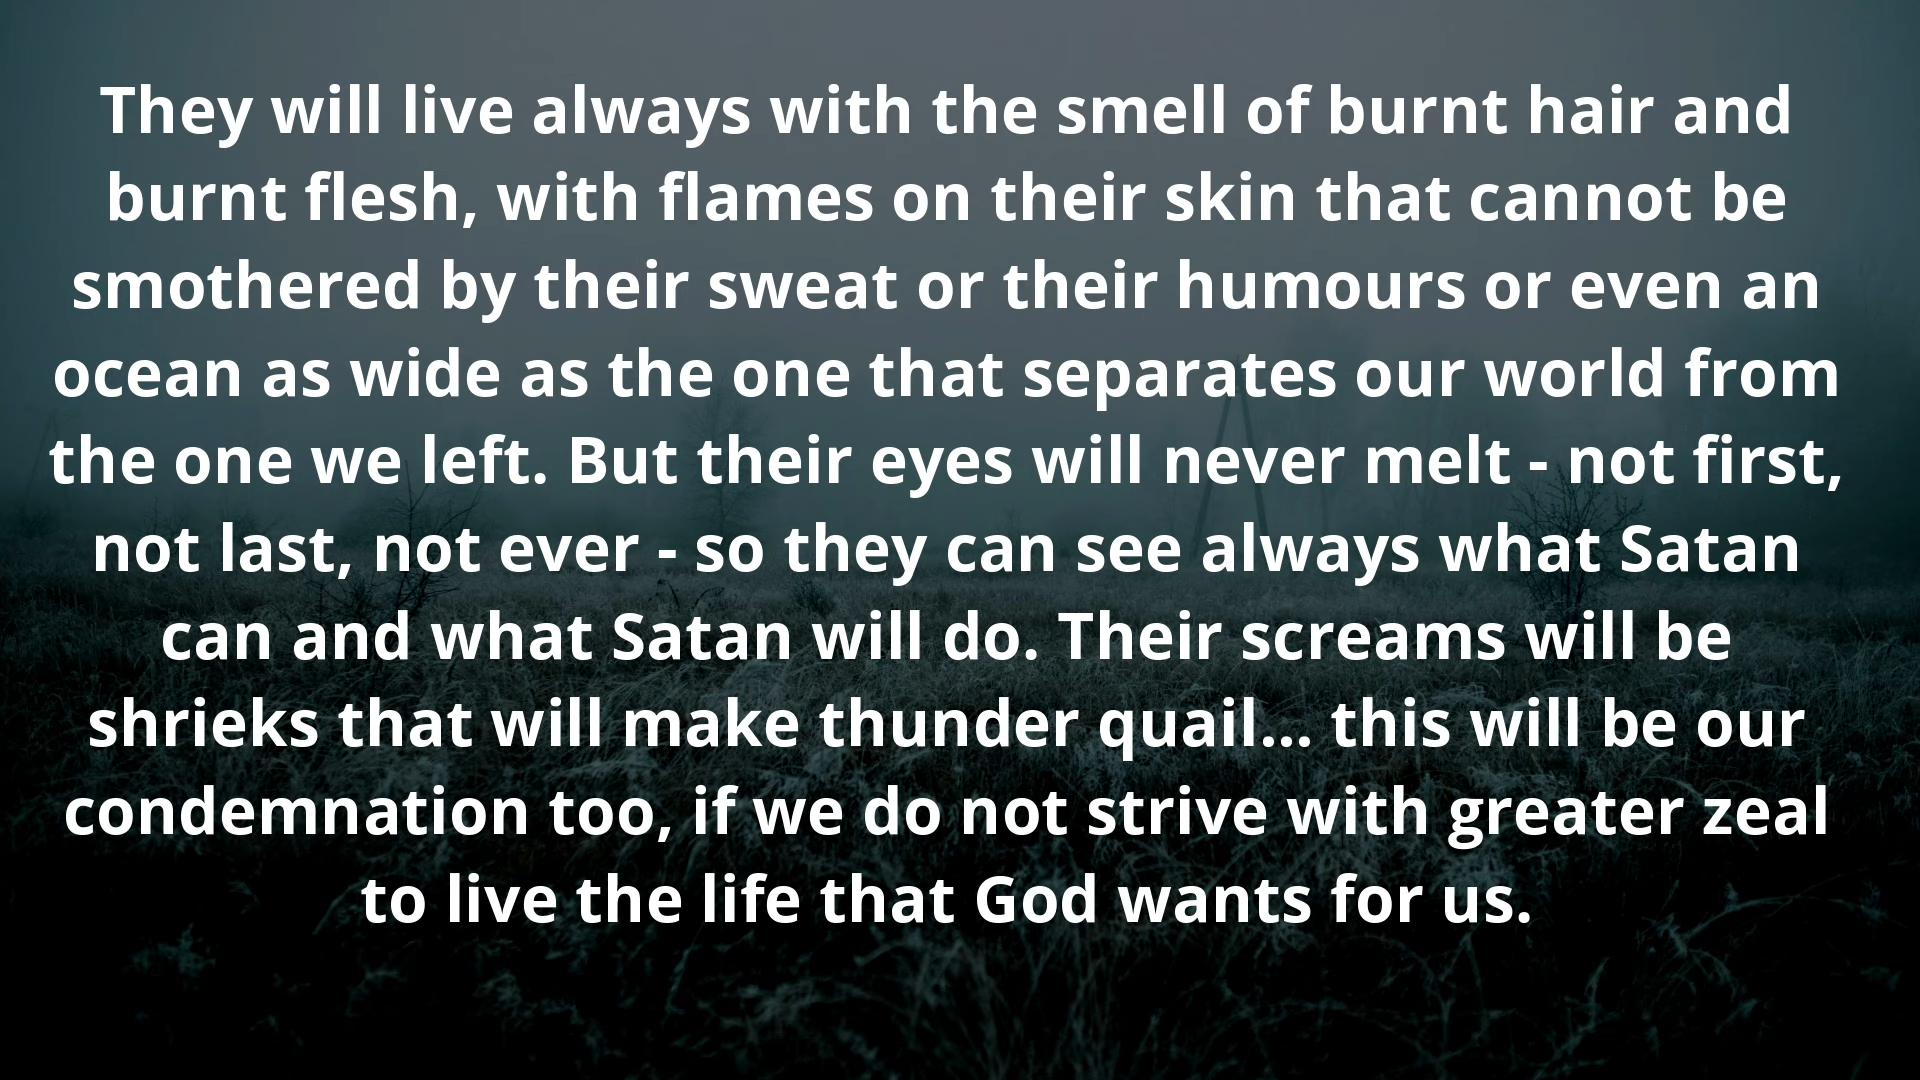 They will live always with the smell of burnt hair and
burnt flesh, with flames on their skin that cannot be
smothered by their sweat or their humours or even an
ocean as wide as the one that separates our world from
the one we left. But their eyes will never melt - not first,
not last, not ever - so they can see always what Satan
can and what Satan will do. Their screams will be
shrieks that will make thunder quail... this will be our
condemnation too, if we do not strive with greater zeal
to live the life that God wants for us.